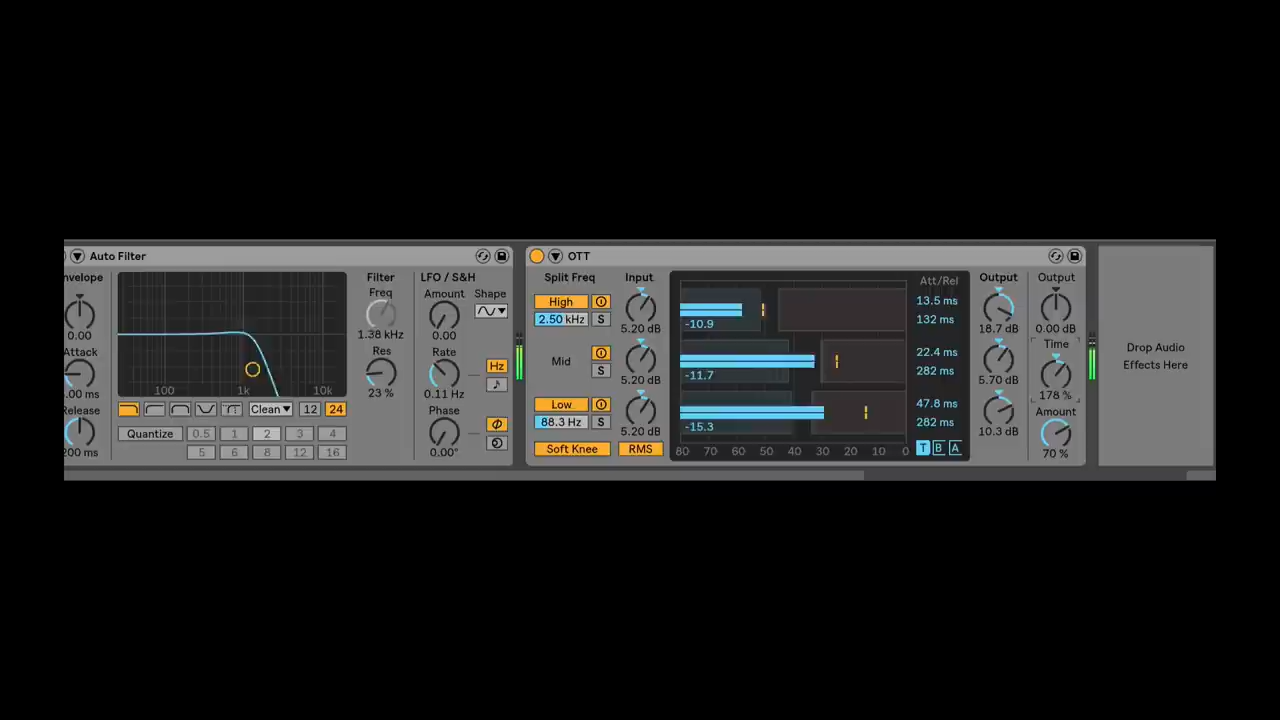 Auto Filter
nvelope
0.00
Attack
.00 ms
Release
200 ms
100 1k 10k
Clean 12 24
Quantize 0.5 1 2 3 4
5 6 8 12 16
Filter
Freq
1.38 kHz
Res
23 %
LFO / S&H
Amount Shape
0.00
Rate
0.11 Hz
Hz
Phase
0.00°
OTT
Split Freq
High
2.50 kHz S
Mid
S
Low
88.3 Hz S
Soft Knee RMS
Input
5.20 dB
5.20 dB
5.20 dB
-10.9
-11.7
-15.3
80 70 60 50 40 30 20 10 0
Att/Rel
13.5 ms
132 ms
22.4 ms
282 ms
47.8 ms
282 ms
T B A
Output
18.7 dB
5.70 dB
10.3 dB
Output
0.00 dB
Time
178 %
Amount
70 %
Drop Audio
Effects Here